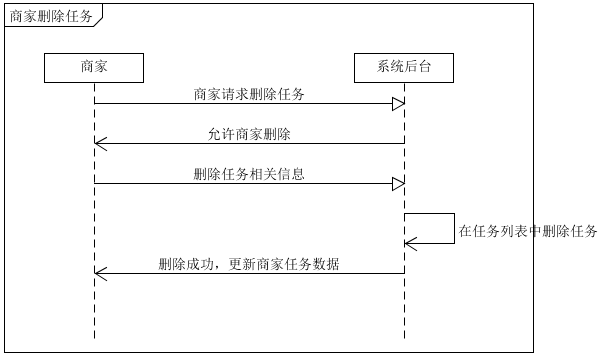 商家删除任务
商家
系统后台
商家请求删除任务
允许商家删除
删除任务相关信息
在任务列表中删除任务
删除成功，更新商家任务数据